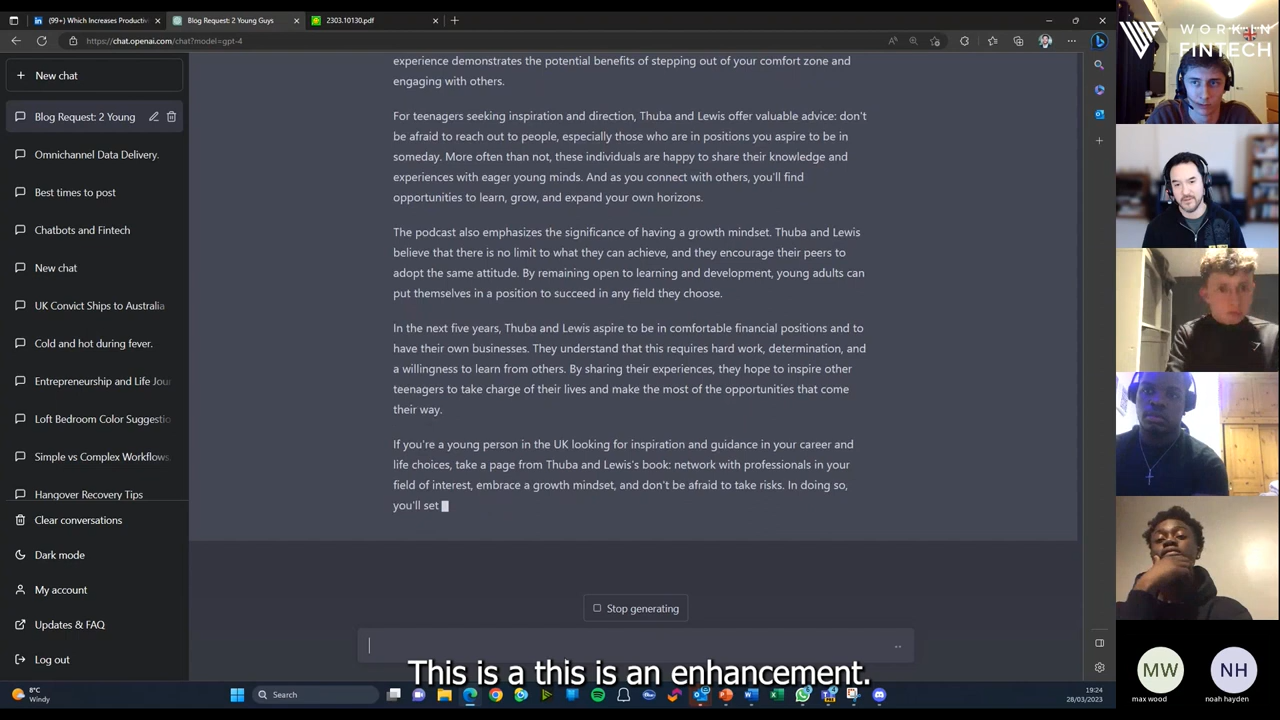 (99+) Which Increases Productiv
Blog Request: 2 Young Guys
2303.10130.pdf
https://chat.openai.com/chat?model=gpt-4
WORK IN
FINTECH
New chat
Blog Request: 2 Young
Omnichannel Data Delivery.
Best times to post
Chatbots and Fintech
New chat
UK Convict Ships to Australia
Cold and hot during fever.
Entrepreneurship and Life Jour
Loft Bedroom Color Suggestio
Simple vs Complex Workflows.
Hangover Recovery Tips
Clear conversations
Dark mode
My account
Updates & FAQ
Log out
experience demonstrates the potential benefits of stepping out of your comfort zone and
engaging with others.
For teenagers seeking inspiration and direction, Thuba and Lewis offer valuable advice: don't
be afraid to reach out to people, especially those who are in positions you aspire to be in
someday. More often than not, these individuals are happy to share their knowledge and
experiences with eager young minds. And as you connect with others, you'll find
opportunities to learn, grow, and expand your own horizons.
The podcast also emphasizes the significance of having a growth mindset. Thuba and Lewis
believe that there is no limit to what they can achieve, and they encourage their peers to
adopt the same attitude. By remaining open to learning and development, young adults can
put themselves in a position to succeed in any field they choose.
In the next five years, Thuba and Lewis aspire to be in comfortable financial positions and to
have their own businesses. They understand that this requires hard work, determination, and
a willingness to learn from others. By sharing their experiences, they hope to inspire other
teenagers to take charge of their lives and make the most of the opportunities that come
their way.
If you're a young person in the UK looking for inspiration and guidance in your career and
life choices, take a page from Thuba and Lewis's book: network with professionals in your
field of interest, embrace a growth mindset, and don't be afraid to take risks. In doing so,
you'll set
Stop generating
This is a this is an enhancement.
MW
NH
max wood
noah hayden
8°C
Windy
Search
19:24
28/03/2023